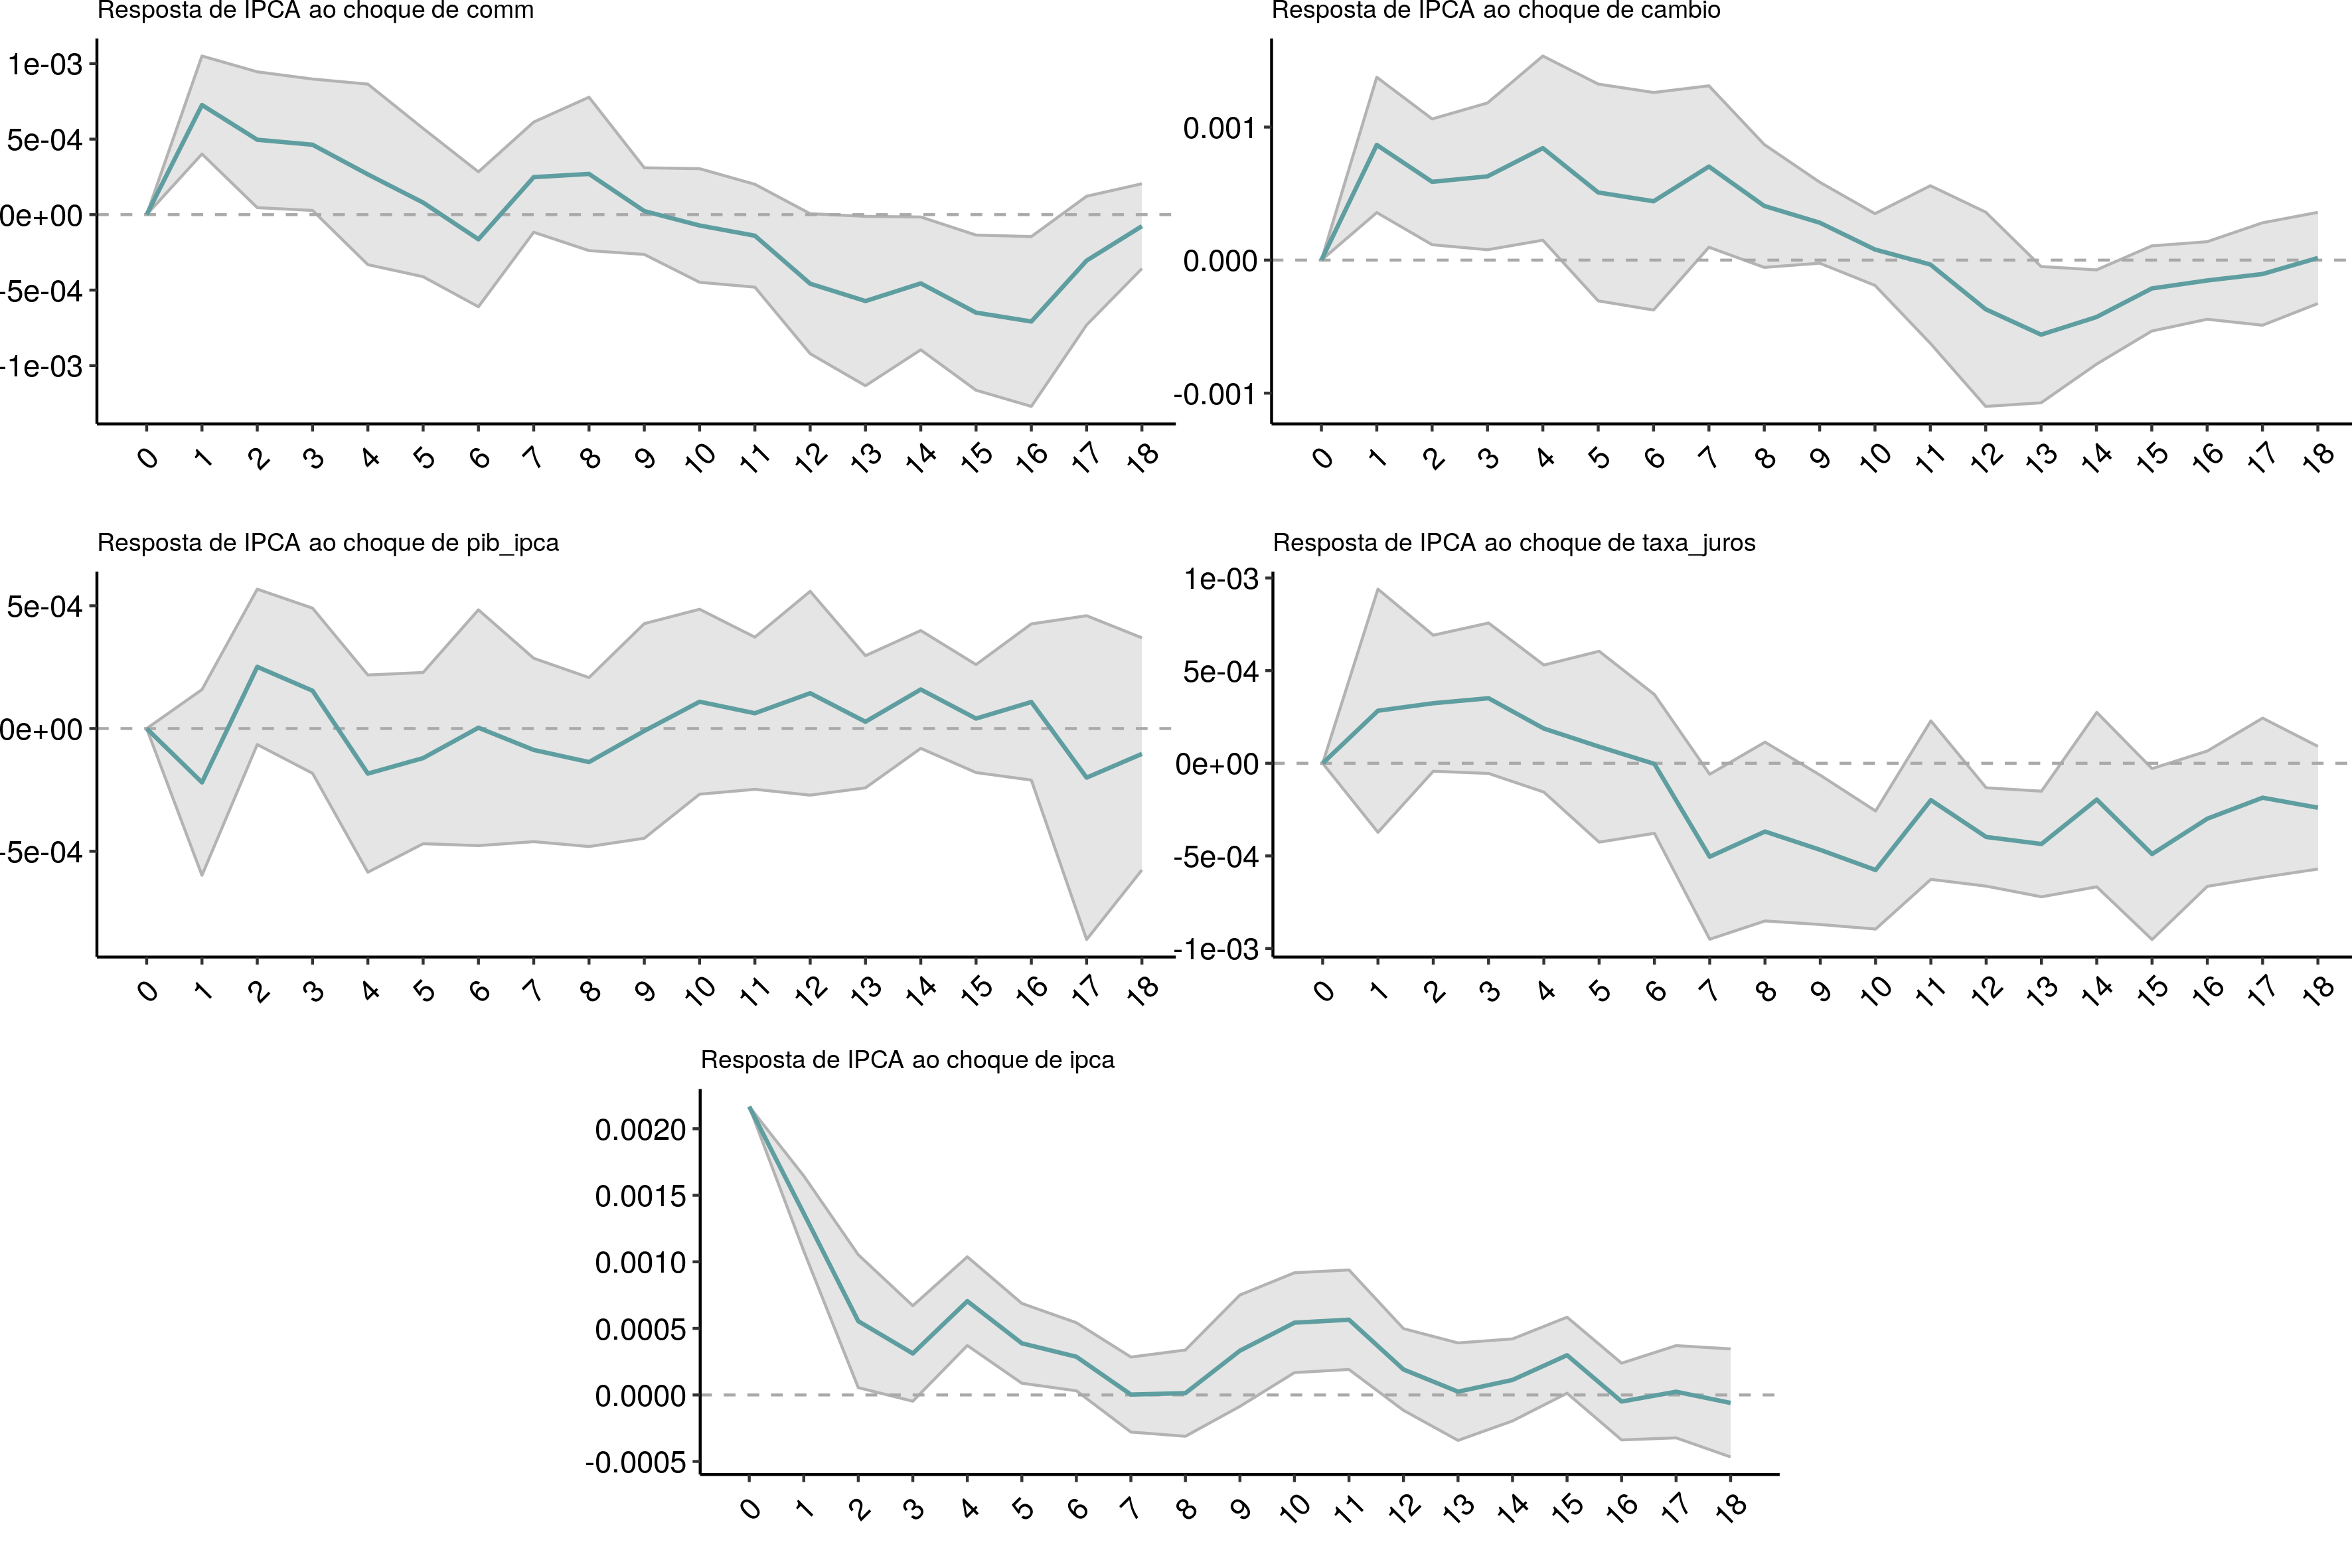 Resposta de IPCA ao choque de comm
1e-03
5e-04
0e+00
-5e-04
-1e-03
0 1 2 3 4 5 6 7 8 9 10 11 12 13 14 15 16 17 18
Resposta de IPCA ao choque de cambio
0.001
0.000
-0.001
0 1 2 3 4 5 6 7 8 9 10 11 12 13 14 15 16 17 18
Resposta de IPCA ao choque de pib_ipca
5e-04
0e+00
-5e-04
0 1 2 3 4 5 6 7 8 9 10 11 12 13 14 15 16 17 18
Resposta de IPCA ao choque de taxa_juros
1e-03
5e-04
0e+00
-5e-04
-1e-03
0 1 2 3 4 5 6 7 8 9 10 11 12 13 14 15 16 17 18
Resposta de IPCA ao choque de ipca
0.0020
0.0015
0.0010
0.0005
0.0000
-0.0005
0 1 2 3 4 5 6 7 8 9 10 11 12 13 14 15 16 17 18